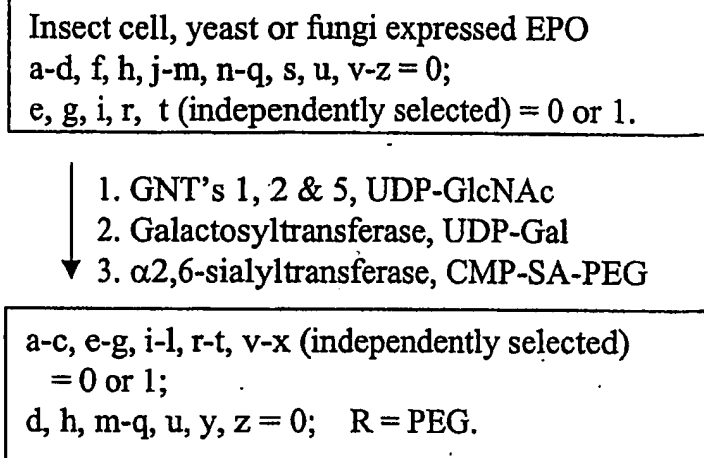 Insect cell, yeast or fungi expressed EPO
a-d, f, h, j-m, n-q, s, u, v-z = 0;
e, g, i, r, t (independently selected) = 0 or 1.
1. GNT's 1, 2 & 5, UDP-GlcNAc
2. Galactosyltransferase, UDP-Gal
3. α2,6-sialyltransferase, CMP-SA-PEG
a-c, e-g, i-l, r-t, v-x (independently selected)
= 0 or 1;
d, h, m-q, u, y, z = 0; R = PEG.